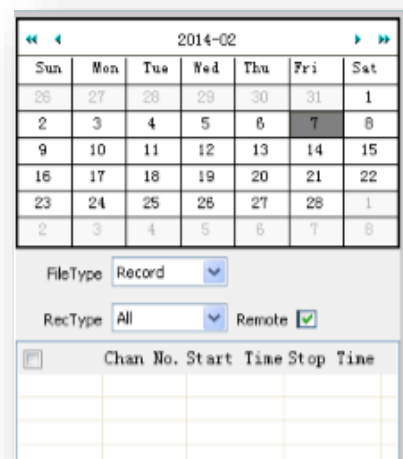 2014-02
Sun Mon Tue Wed Thu Fri Sat
26 27 28 29 30 31 1
2 3 4 5 6 7 8
9 10 11 12 13 14 15
16 17 18 19 20 21 22
23 24 25 26 27 28 1
2 3 4 5 6 7 8
FileType Record
RecType All Remote
Chan No. Start Time Stop Time